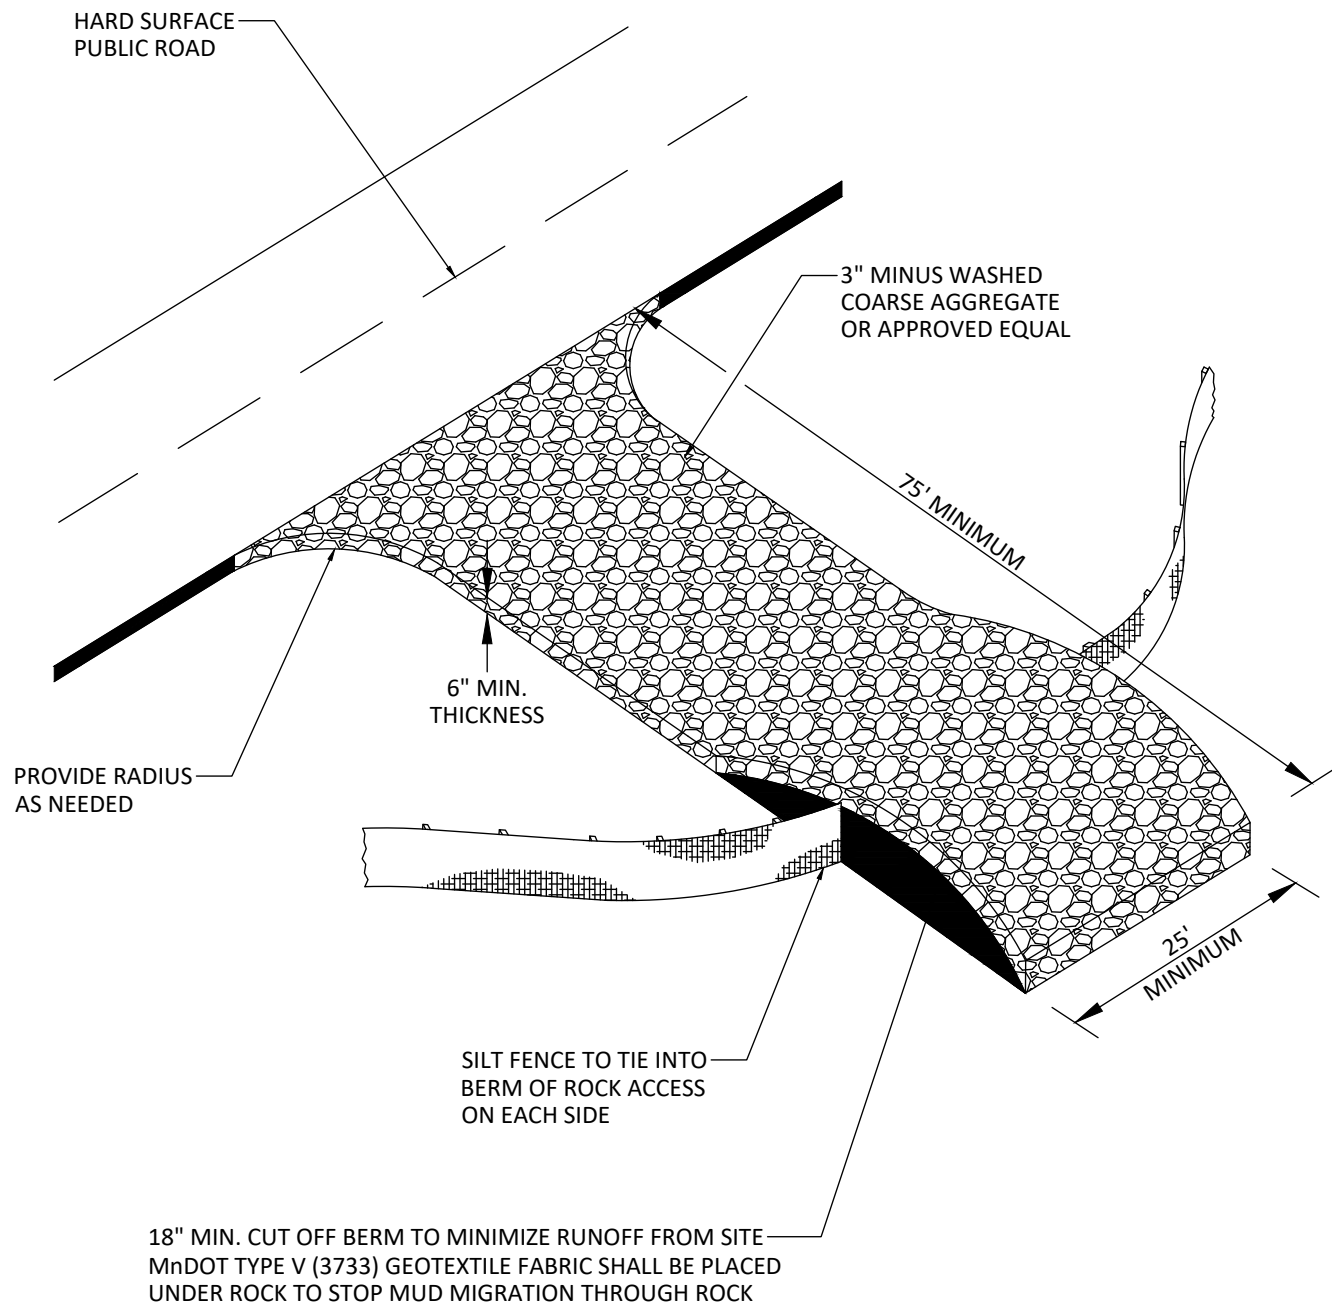 HARD SURFACE
PUBLIC ROAD
3" MINUS WASHED
COARSE AGGREGATE
OR APPROVED EQUAL
75' MINIMUM
6" MIN.
THICKNESS
PROVIDE RADIUS
AS NEEDED
25'
MINIMUM
SILT FENCE TO TIE INTO
BERM OF ROCK ACCESS
ON EACH SIDE
18" MIN. CUT OFF BERM TO MINIMIZE RUNOFF FROM SITE
MnDOT TYPE V (3733) GEOTEXTILE FABRIC SHALL BE PLACED
UNDER ROCK TO STOP MUD MIGRATION THROUGH ROCK